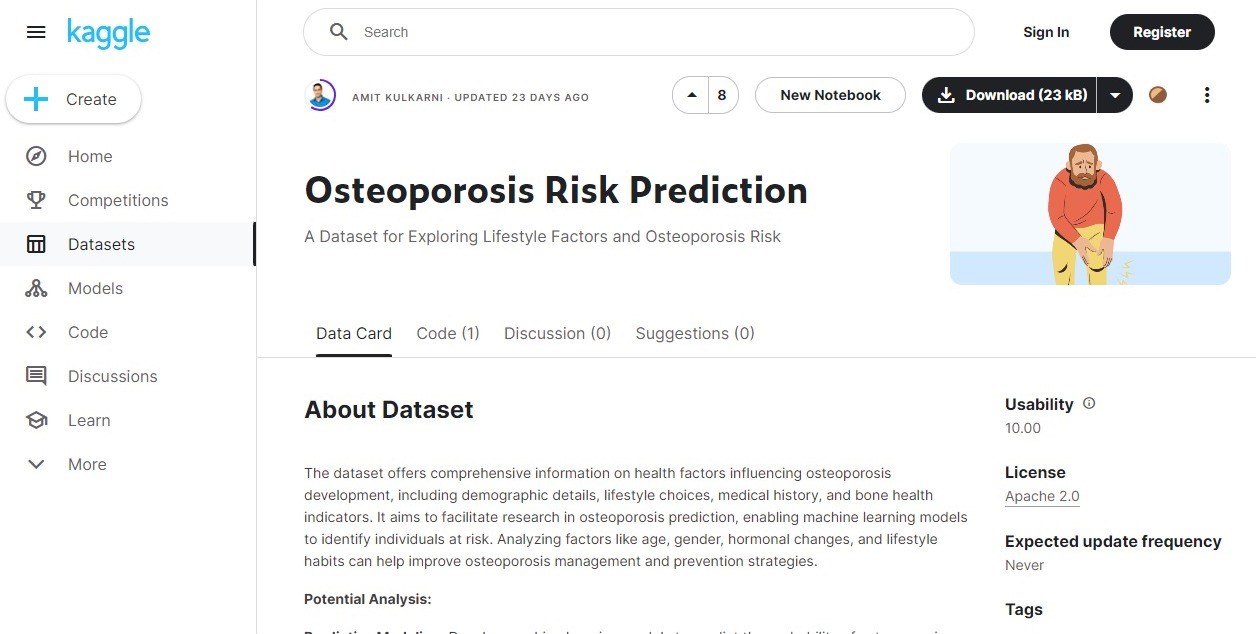 kaggle
Search
Sign In
Register
Create
AMIT KULKARNI · UPDATED 23 DAYS AGO
8
New Notebook
Download (23 kB)
Home
Competitions
Datasets
Models
Code
Discussions
Learn
More
Osteoporosis Risk Prediction
A Dataset for Exploring Lifestyle Factors and Osteoporosis Risk
Data Card
Code (1)
Discussion (0)
Suggestions (0)
About Dataset
The dataset offers comprehensive information on health factors influencing osteoporosis
development, including demographic details, lifestyle choices, medical history, and bone health
indicators. It aims to facilitate research in osteoporosis prediction, enabling machine learning models
to identify individuals at risk. Analyzing factors like age, gender, hormonal changes, and lifestyle
habits can help improve osteoporosis management and prevention strategies.
Potential Analysis:
Usability
10.00
License
Apache 2.0
Expected update frequency
Never
Tags